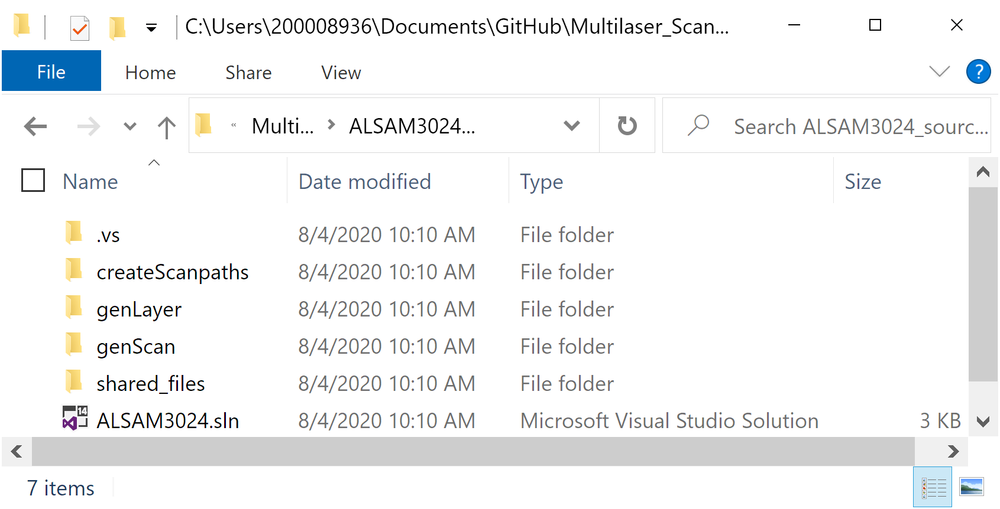 C:\Users\200008936\Documents\GitHub\Multilaser_Scan...
File Home Share View ?
« Multi... > ALSAM3024... Search ALSAM3024_sourc...
Name Date modified Type Size
.vs 8/4/2020 10:10 AM File folder
createScanpaths 8/4/2020 10:10 AM File folder
genLayer 8/4/2020 10:10 AM File folder
genScan 8/4/2020 10:10 AM File folder
shared_files 8/4/2020 10:10 AM File folder
14 ALSAM3024.sln 8/4/2020 10:10 AM Microsoft Visual Studio Solution 3 KB
7 items